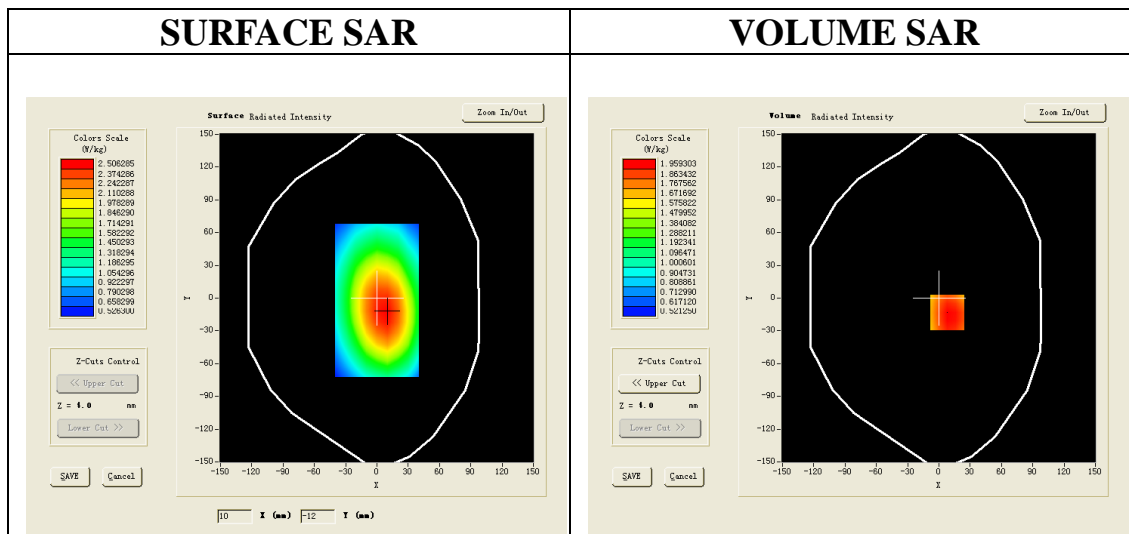 SURFACE SAR
VOLUME SAR
Surface Radiated Intensity
Zoom In/Out
Colors Scale
(W/kg)
2.506285
2.374286
2.242287
2.110288
1.978289
1.846290
1.714291
1.582292
1.450293
1.318294
1.186295
1.054296
0.922297
0.790298
0.658299
0.526300
150
120
90
60
30
0
-30
-60
-90
-120
-150
Y
-150 -120 -90 -60 -30 0 30 60 90 120 150
X
Z-Cuts Control
<< Upper Cut
Z = 4.0 mm
Lower Cut >>
SAVE
Cancel
10 X (mm) -12 Y (mm)
Volume Radiated Intensity
Zoom In/Out
Colors Scale
(W/kg)
1.959303
1.863432
1.767562
1.671692
1.575822
1.479952
1.384082
1.288211
1.192341
1.096471
1.000601
0.904731
0.808861
0.712990
0.617120
0.521250
150
120
90
60
30
0
-30
-60
-90
-120
-150
Y
-150 -120 -90 -60 -30 0 30 60 90 120 150
X
Z-Cuts Control
<< Upper Cut
Z = 4.0 mm
Lower Cut >>
SAVE
Cancel